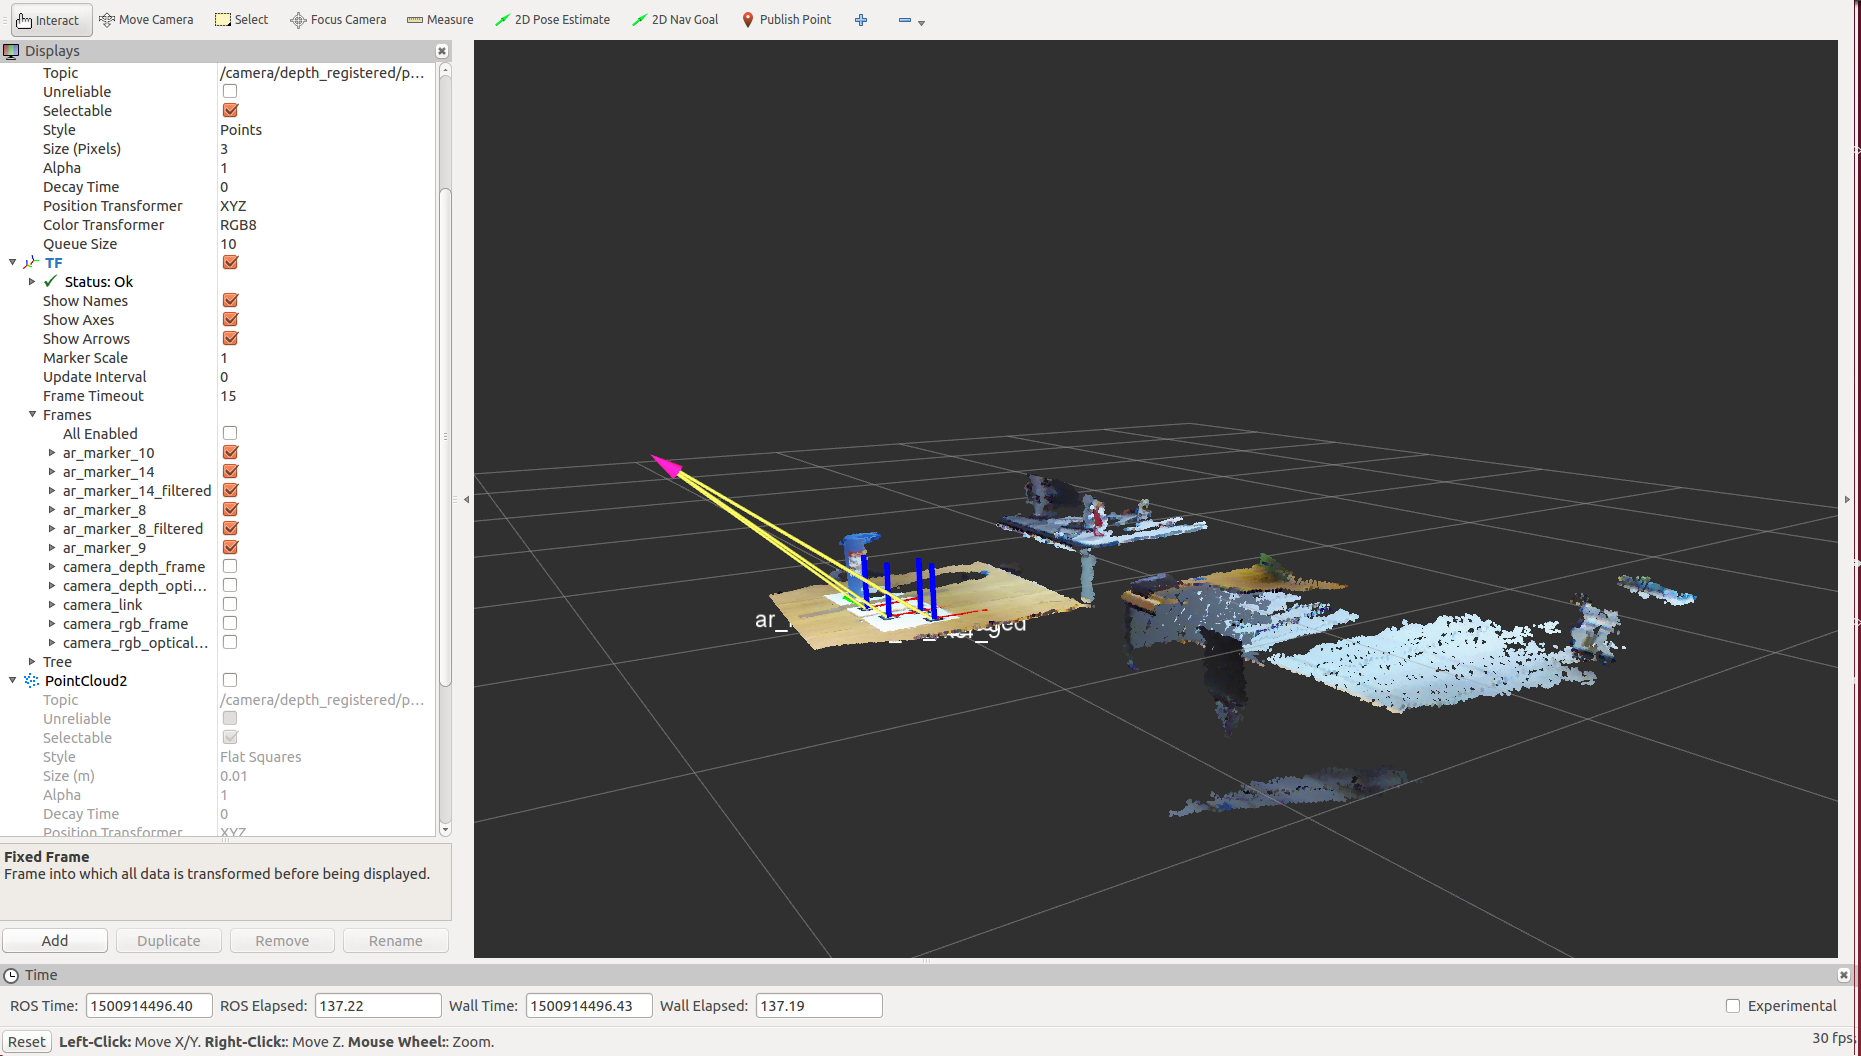 Interact Move Camera Select Focus Camera Measure 2D Pose Estimate 2D Nav Goal Publish Point
Displays
Topic /camera/depth_registered/p...
Unreliable
Selectable
Style Points
Size (Pixels) 3
Alpha 1
Decay Time 0
Position Transformer XYZ
Color Transformer RGB8
Queue Size 10
TF
Status: Ok
Show Names
Show Axes
Show Arrows
Marker Scale 1
Update Interval 0
Frame Timeout 15
Frames
All Enabled
ar_marker_10
ar_marker_14
ar_marker_14_filtered
ar_marker_8
ar_marker_8_filtered
ar_marker_9
camera_depth_frame
camera_depth_opti...
camera_link
camera_rgb_frame
camera_rgb_optical...
Tree
PointCloud2
Topic /camera/depth_registered/p...
Unreliable
Selectable
Style Flat Squares
Size (m) 0.01
Alpha 1
Decay Time 0
Position Transformer XYZ
ar_
Fixed Frame
Frame into which all data is transformed before being displayed.
Add Duplicate Remove Rename
Time
ROS Time: 1500914496.40 ROS Elapsed: 137.22 Wall Time: 1500914496.43 Wall Elapsed: 137.19 Experimental
Reset Left-Click: Move X/Y. Right-Click:: Move Z. Mouse Wheel:: Zoom. 30 fps